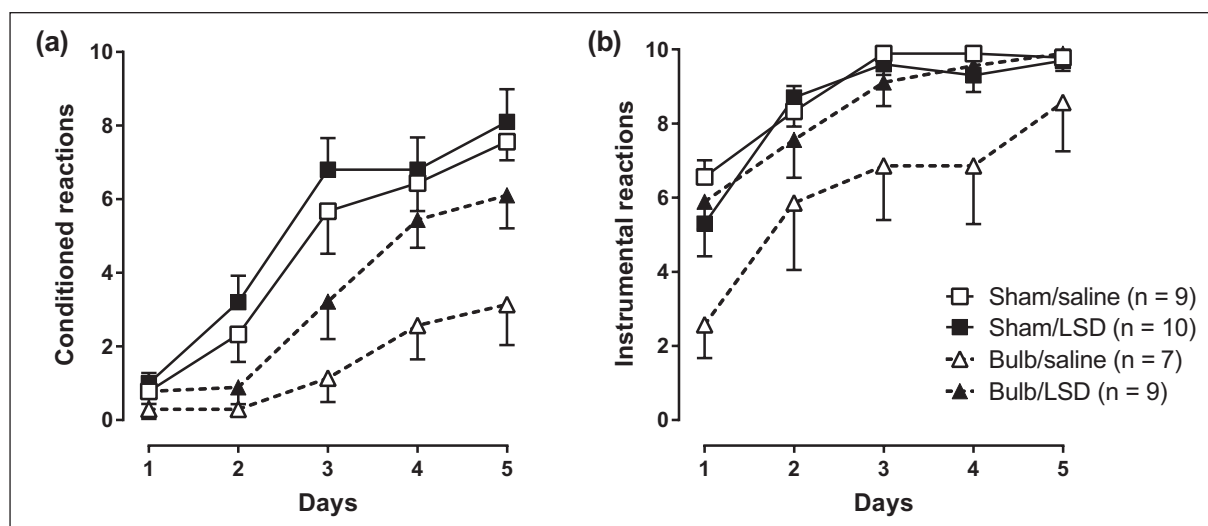 (a)
Conditioned reactions
10
8
6
4
2
0
1 2 3 4 5
Days
(b)
Instrumental reactions
10
8
6
4
2
0
Sham/saline (n = 9)
Sham/LSD (n = 10)
Bulb/saline (n = 7)
Bulb/LSD (n = 9)
1 2 3 4 5
Days